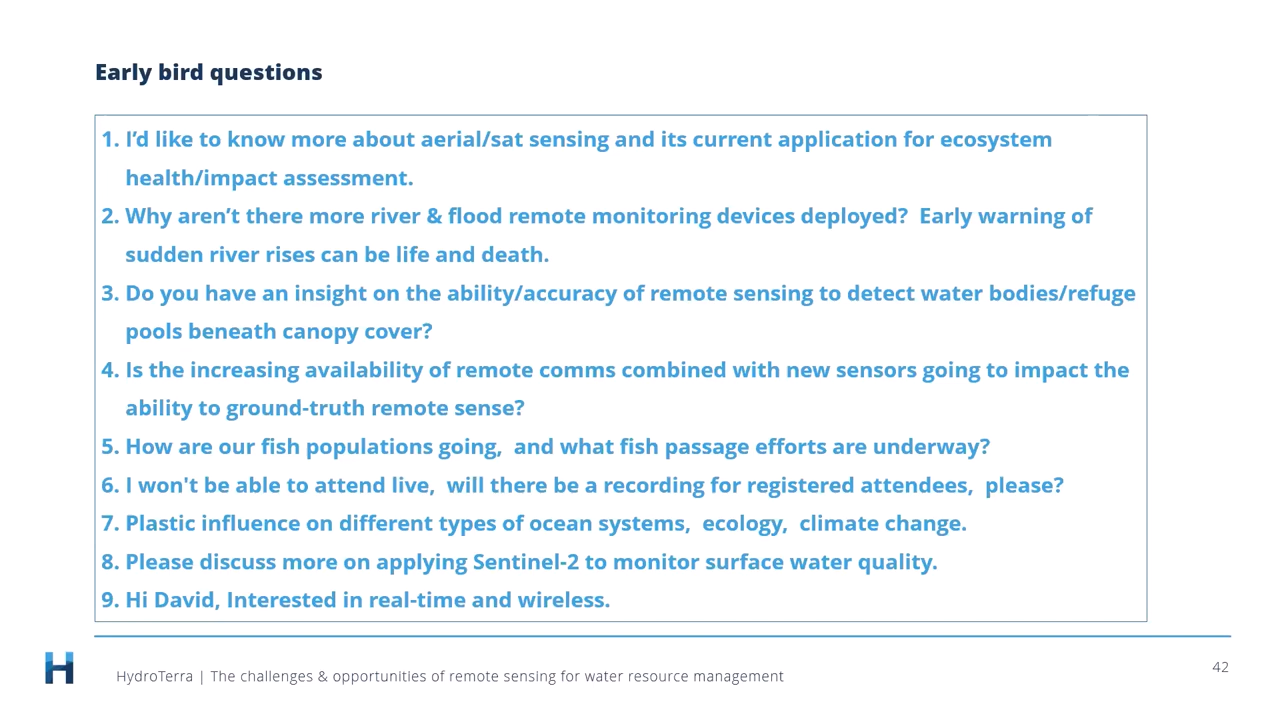 Early bird questions
1. I’d like to know more about aerial/sat sensing and its current application for ecosystem
health/impact assessment.
2. Why aren’t there more river & flood remote monitoring devices deployed?  Early warning of
sudden river rises can be life and death.
3. Do you have an insight on the ability/accuracy of remote sensing to detect water bodies/refuge
pools beneath canopy cover?
4. Is the increasing availability of remote comms combined with new sensors going to impact the
ability to ground-truth remote sense?
5. How are our fish populations going,  and what fish passage efforts are underway?
6. I won't be able to attend live,  will there be a recording for registered attendees,  please?
7. Plastic influence on different types of ocean systems,  ecology,  climate change.
8. Please discuss more on applying Sentinel-2 to monitor surface water quality.
9. Hi David, Interested in real-time and wireless.
H
HydroTerra | The challenges & opportunities of remote sensing for water resource management
42